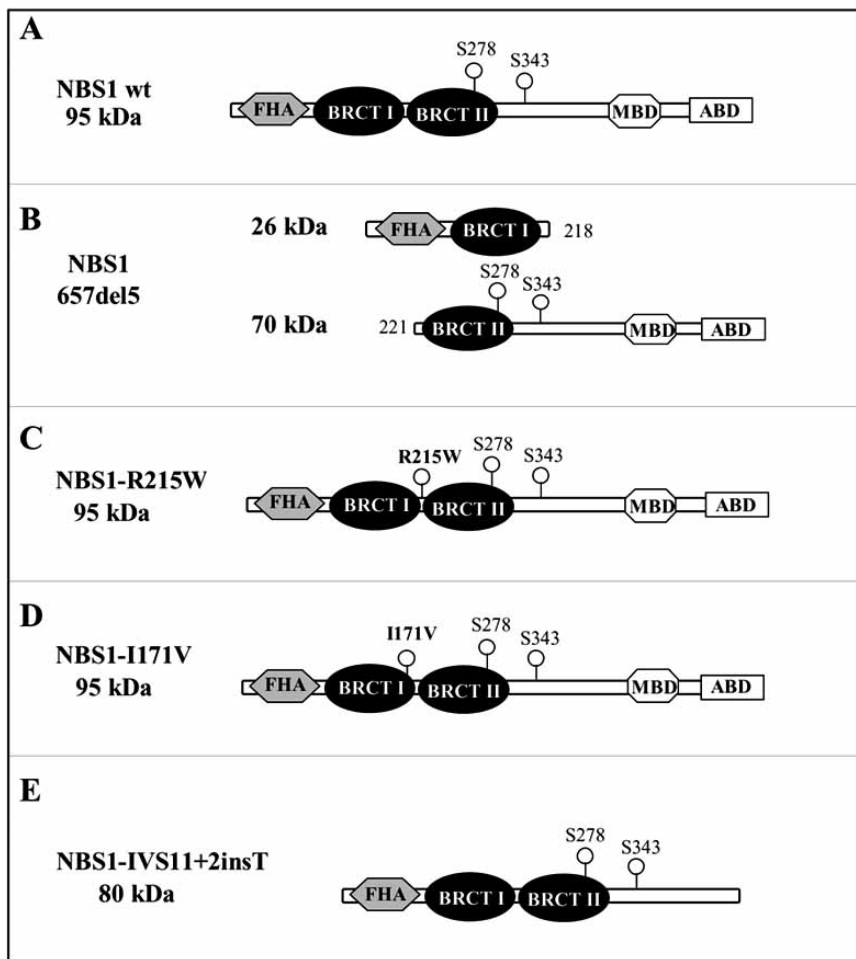 A
NBS1 wt
95 kDa
S278
S343
FHA
BRCT I
BRCT II
MBD
ABD
B
NBS1
657del5
26 kDa
FHA
BRCT I
218
70 kDa
221
S278
S343
BRCT II
MBD
ABD
C
NBS1-R215W
95 kDa
R215W
S278
S343
FHA
BRCT I
BRCT II
MBD
ABD
D
NBS1-I171V
95 kDa
I171V
S278
S343
FHA
BRCT I
BRCT II
MBD
ABD
E
NBS1-IVS11+2insT
80 kDa
S278
S343
FHA
BRCT I
BRCT II